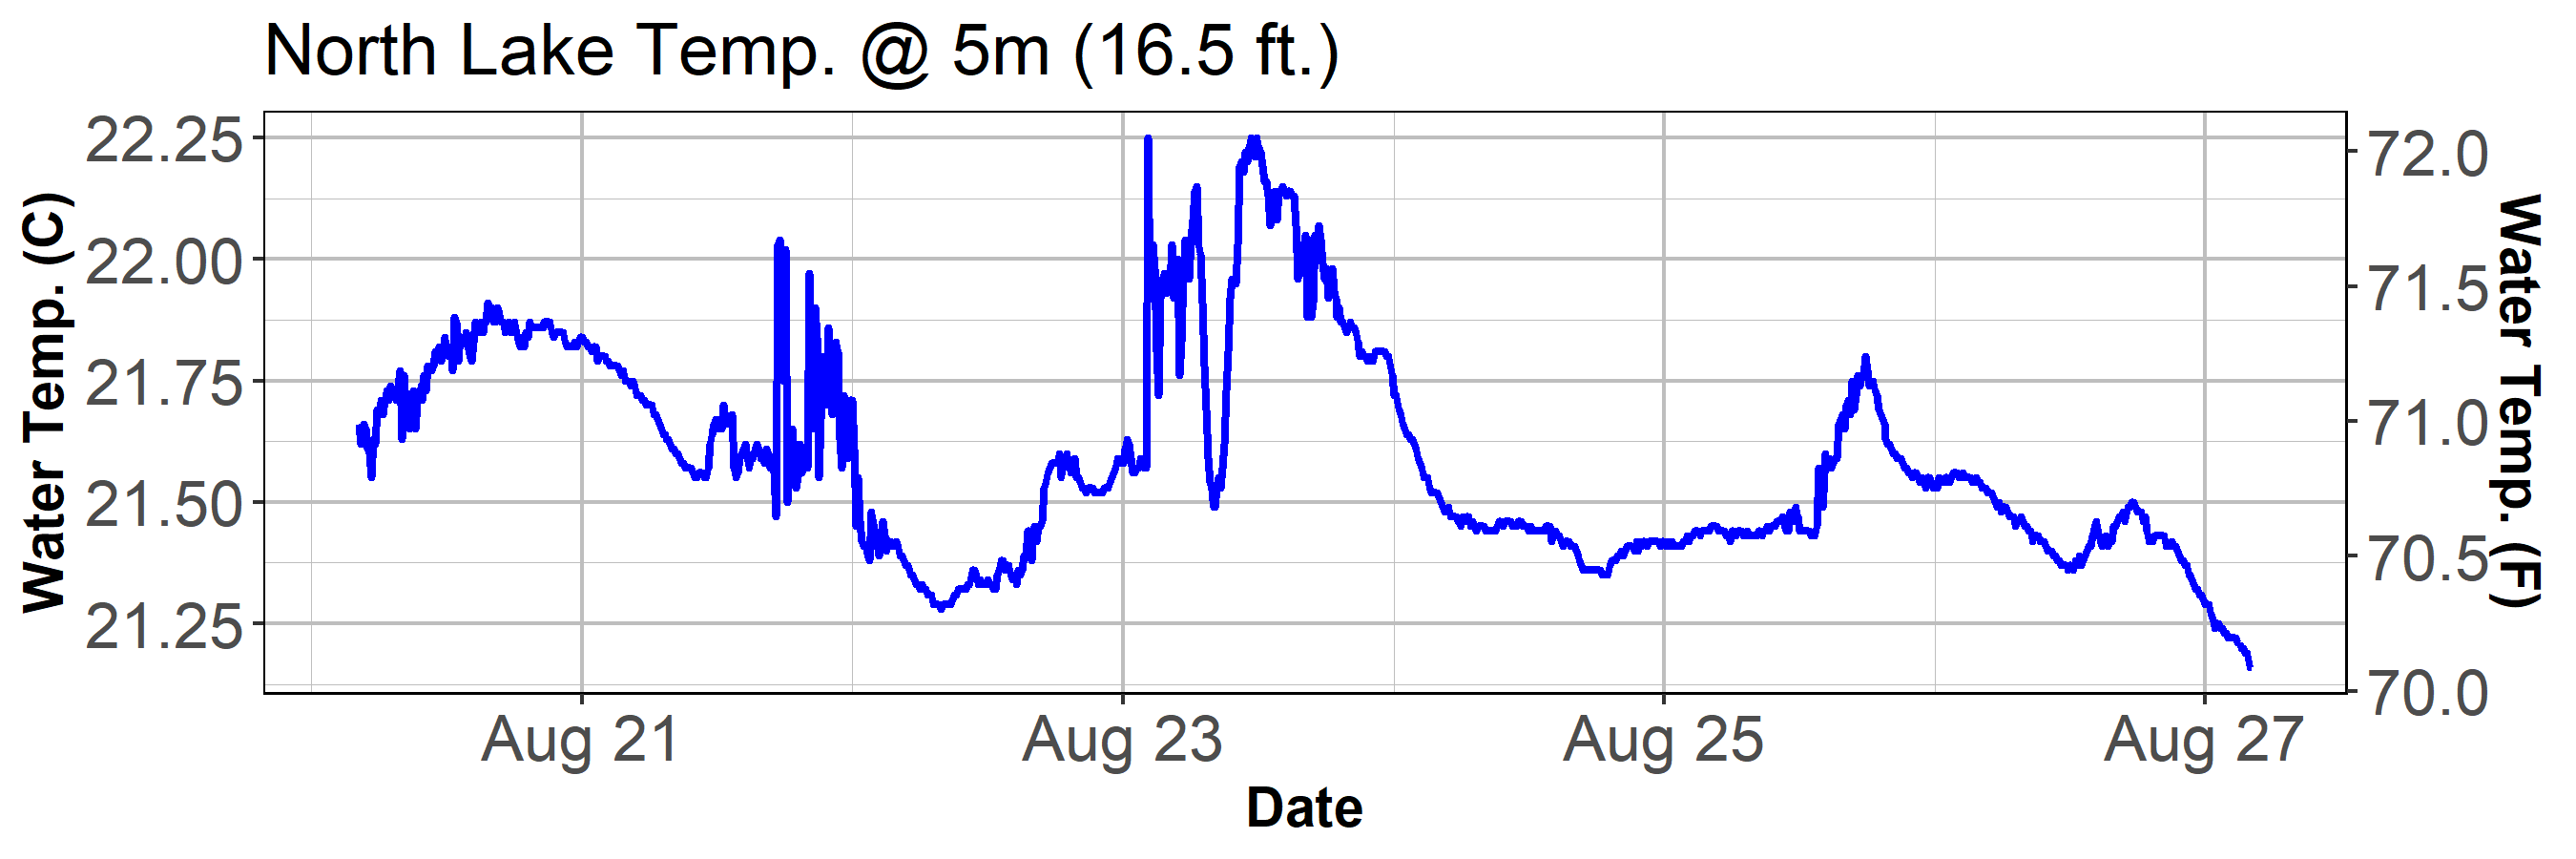 North Lake Temp. @ 5m (16.5 ft.)
Water Temp. (C)
22.25
22.00
21.75
21.50
21.25
72.0
71.5
71.0
70.5
70.0
Water Temp. (F)
Aug 21
Aug 23
Aug 25
Aug 27
Date